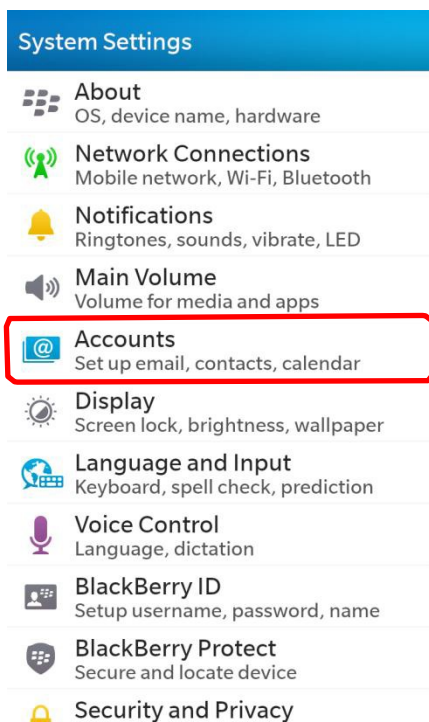 System Settings
About
OS, device name, hardware
Network Connections
Mobile network, Wi-Fi, Bluetooth
Notifications
Ringtones, sounds, vibrate, LED
Main Volume
Volume for media and apps
Accounts
@
Set up email, contacts, calendar
Display
Screen lock, brightness, wallpaper
Language and Input
Keyboard, spell check, prediction
Voice Control
Language, dictation
BlackBerry ID
Setup username, password, name
BlackBerry Protect
Secure and locate device
Security and Privacy